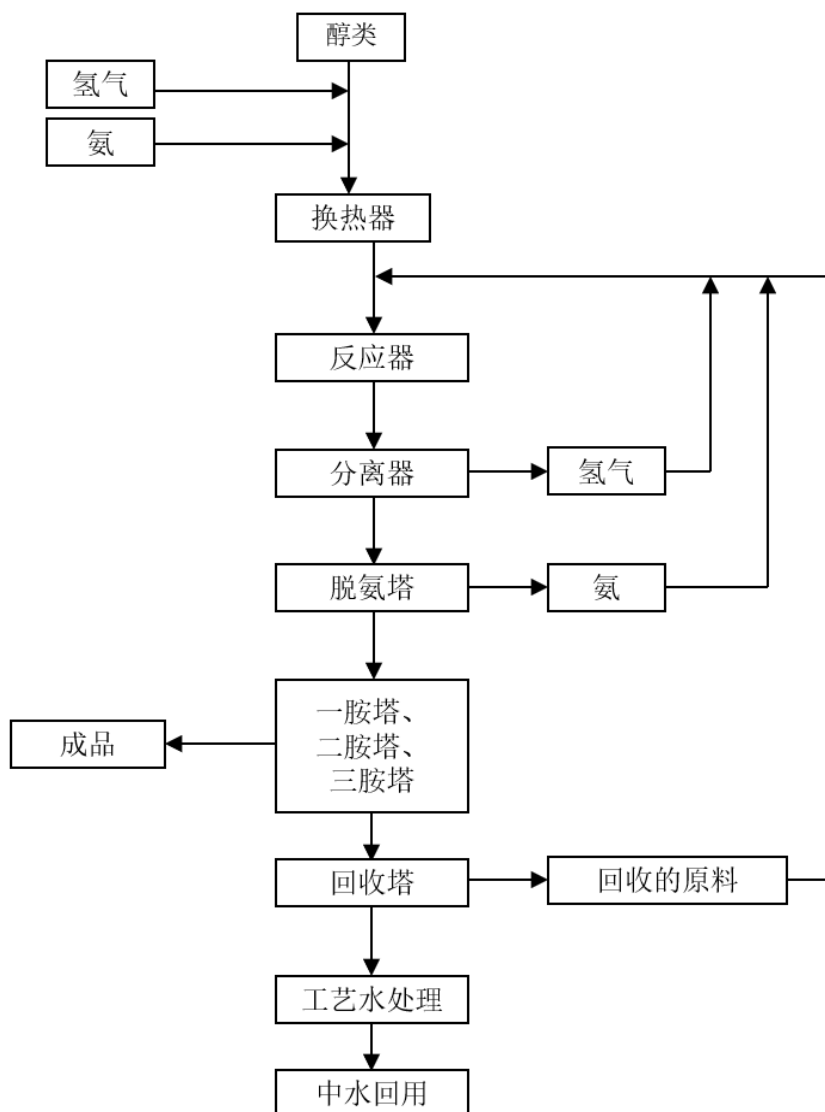 醇类
氢气
氨
换热器
反应器
分离器
氢气
脱氨塔
氨
一胺塔、
二胺塔、
三胺塔
成品
回收塔
回收的原料
工艺水处理
中水回用